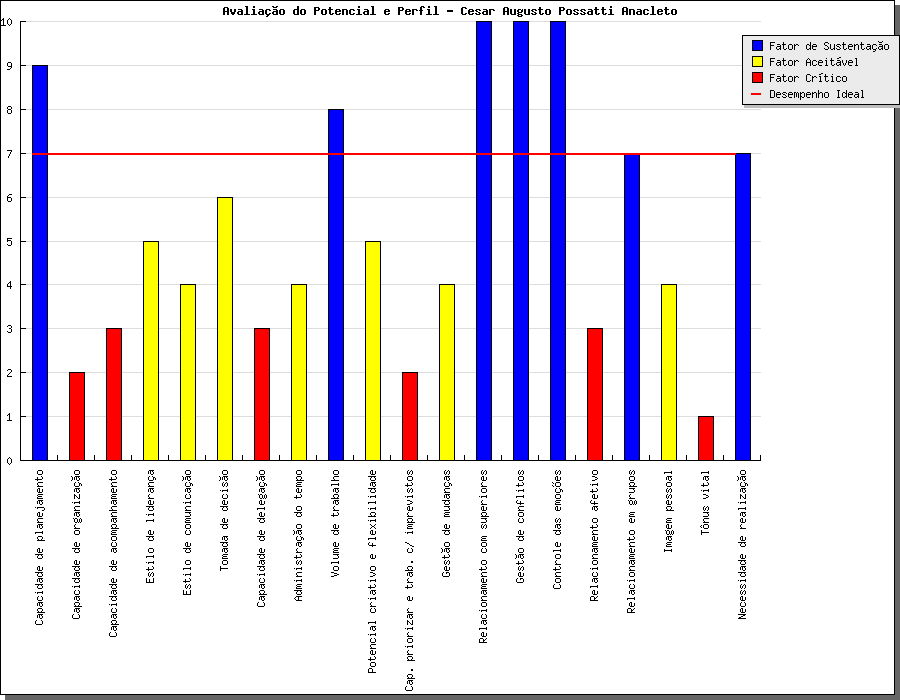 Avaliação do Potencial e Perfil - Cesar Augusto Possatti Anacleto
Fator de Sustentação
Fator Aceitável
Fator Crítico
Desempenho Ideal
10
9
8
7
6
5
4
3
2
1
0
Capacidade de planejamento
Capacidade de organização
Capacidade de acompanhamento
Estilo de liderança
Estilo de comunicação
Tomada de decisão
Capacidade de delegação
Administração do tempo
Volume de trabalho
Potencial criativo e flexibilidade
Cap. priorizar e trab. c/ imprevistos
Gestão de mudanças
Relacionamento com superiores
Gestão de conflitos
Controle das emoções
Relacionamento afetivo
Relacionamento em grupos
Imagem pessoal
Tônus vital
Necessidade de realização